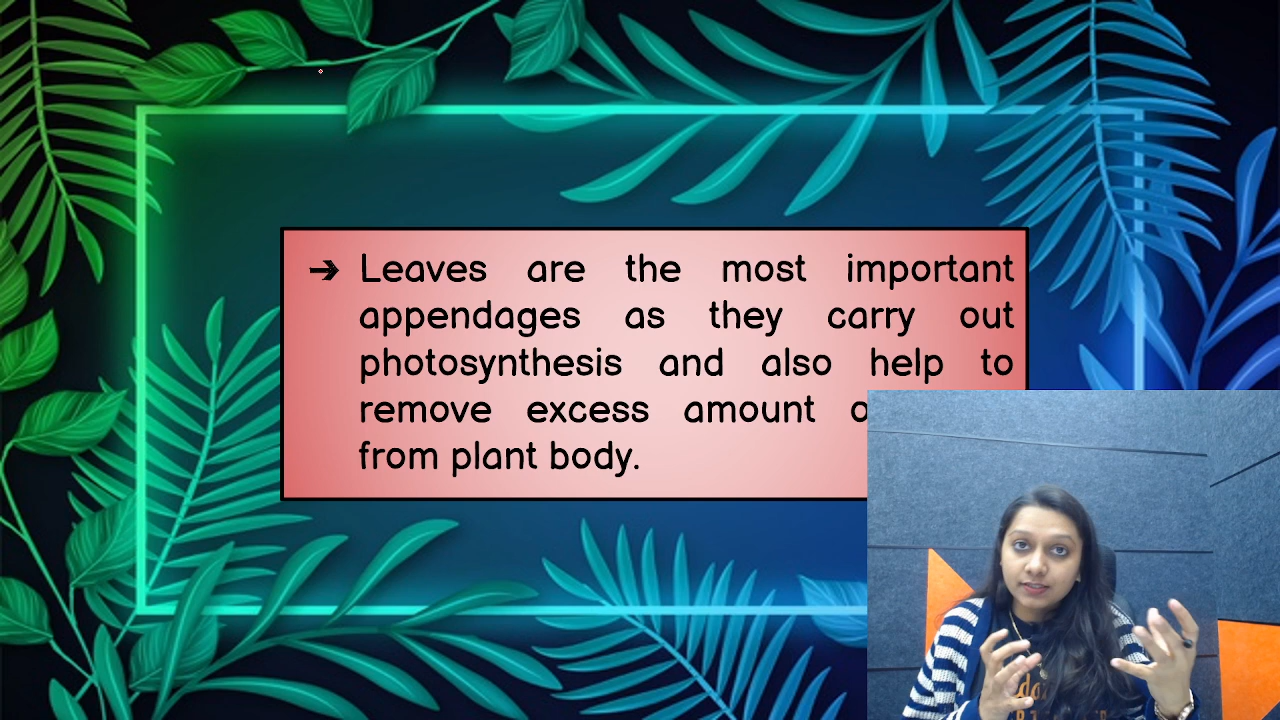 ➔ Leaves are the most important
appendages as they carry out
photosynthesis and also help to
remove excess amount
from plant body.